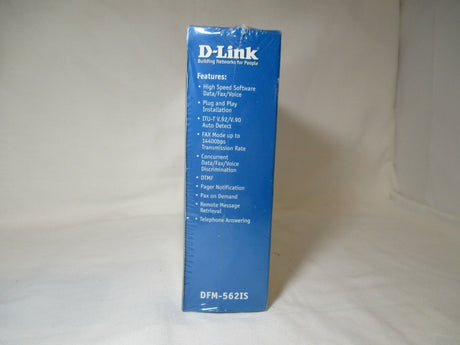 D-Link
Building Networks for People
Features:
• High Speed Software
Data/Fax/Voice
• Plug and Play
Installation
• ITU-T V.92/V.90
Auto Detect
• FAX Mode up to
14400bps
Transmission Rate
• Concurrent
Data/Fax/Voice
Discrimination
• DTMF
• Pager Notification
• Fax on Demand
• Remote Message
Retrieval
• Telephone Answering
DFM-562IS